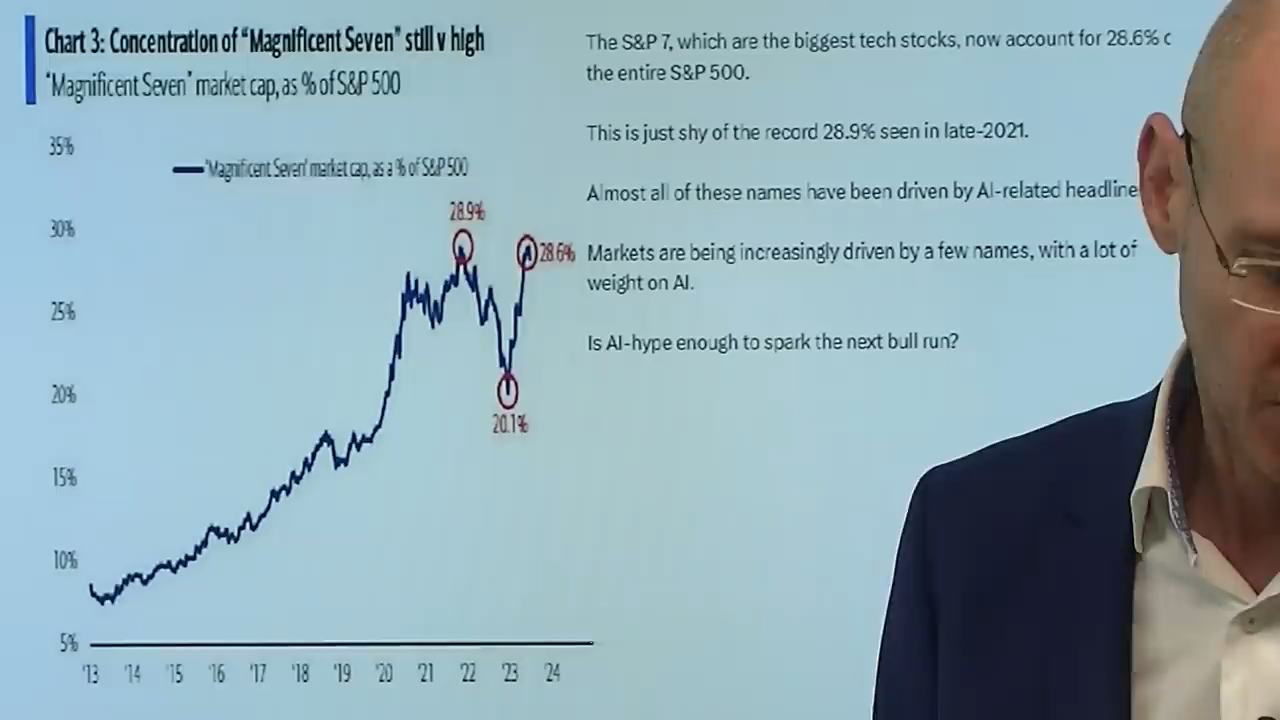 Chart 3: Concentration of "Magnificent Seven" still v high
'Magnificent Seven' market cap, as % of S&P 500
35%
'Magnificent Seven' market cap, as a % of S&P 500
28.9%
30%
28.6%
25%
20%
20.1%
15%
10%
5%
'13 '14 '15 '16 '17 '18 '19 '20 '21 '22 '23 '24
The S&P 7, which are the biggest tech stocks, now account for 28.6%
the entire S&P 500.
This is just shy of the record 28.9% seen in late-2021.
Almost all of these names have been driven by AI-related headline
Markets are being increasingly driven by a few names, with a lot of
weight on AI.
Is AI-hype enough to spark the next bull run?